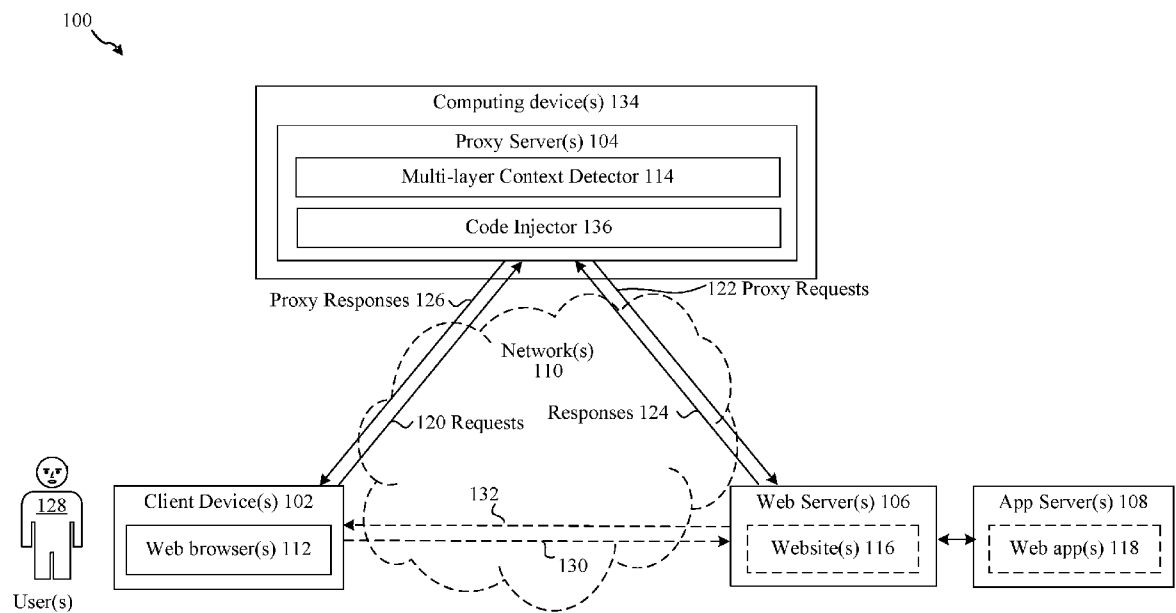 100
Computing device(s) 134
Proxy Server(s) 104
Multi-layer Context Detector 114
Code Injector 136
Proxy Responses 126
122 Proxy Requests
Network(s)
110
Responses 124
120 Requests
128
User(s)
Client Device(s) 102
Web browser(s) 112
132
130
Web Server(s) 106
Website(s) 116
App Server(s) 108
Web app(s) 118